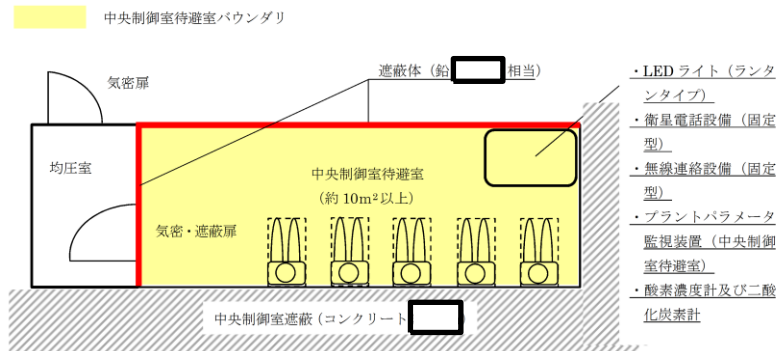 中央制御室待避室バウンダリ
気密扉
遮蔽体（鉛 相当）
均圧室
中央制御室待避室
（約 10m²以上）
気密・遮蔽扉
中央制御室遮蔽（コンクリート ）
・LED ライト（ランタ
ンタイプ）
・衛星電話設備（固定
型）
・無線連絡設備（固定
型）
・プラントパラメータ
監視装置（中央制御
室待避室）
・酸素濃度計及び二酸
化炭素計